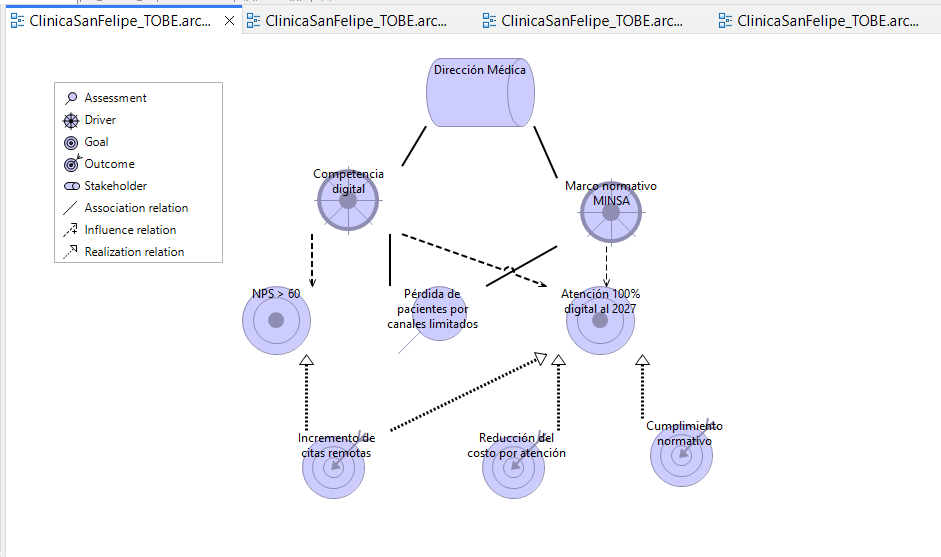 ClinicaSanFelipe_TOBE.arc...
ClinicaSanFelipe_TOBE.arc...
ClinicaSanFelipe_TOBE.arc...
ClinicaSanFelipe_TOBE.arc...
Assessment
Driver
Goal
Outcome
Stakeholder
Association relation
Influence relation
Realization relation
Dirección Médica
Competencia
digital
Marco normativo
MINSA
NPS > 60
Pérdida de
pacientes por
canales limitados
Atención 100%
digital al 2027
Incremento de
citas remotas
Reducción del
costo por atención
Cumplimiento
normativo